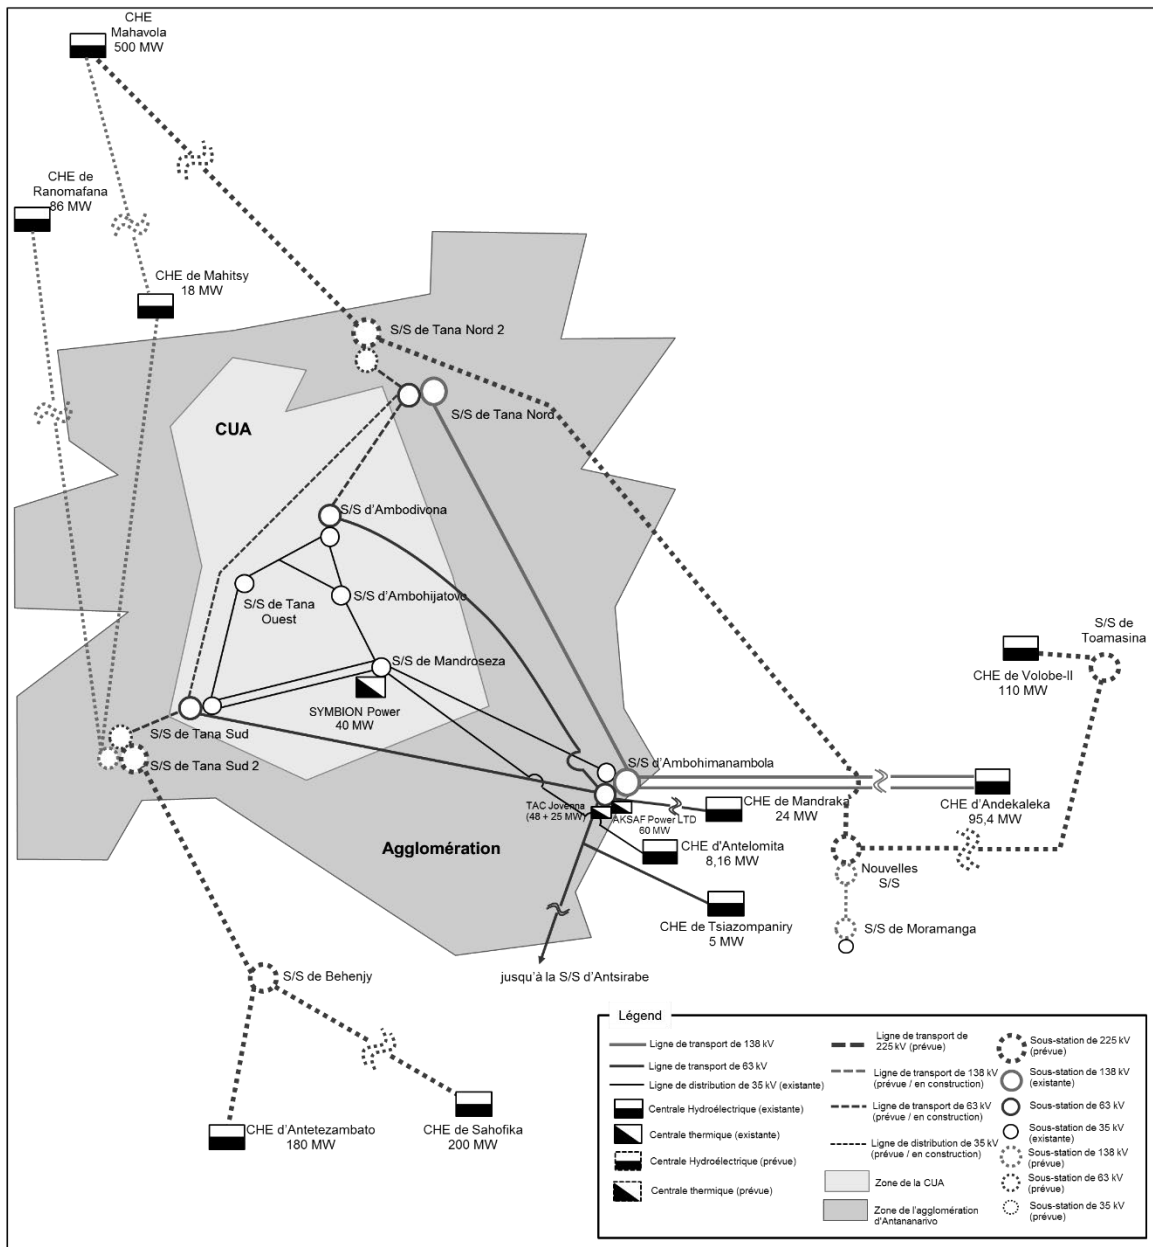 CHE
Mahavola
500 MW
CHE de
Ranomafana
86 MW
CHE de Mahitsy
18 MW
S/S de Tana Nord 2
S/S de Tana Nord
CUA
S/S d'Ambodivona
S/S de Tana
Ouest
S/S d'Ambohijatovo
S/S de Mandroseza
SYMBION Power
40 MW
S/S de Tana Sud
S/S de Tana Sud 2
S/S d'Ambohimanambola
S/S de
Toamasina
CHE de Volobe-II
110 MW
TAC Jovenna
(48 + 25 MW)
AKSAF Power LTD
60 MW
CHE de Mandraka
24 MW
CHE d'Andekaleka
95,4 MW
Agglomération
CHE d'Antelomita
8,16 MW
Nouvelles
S/S
CHE de Tsiazompaniry
5 MW
S/S de Moramanga
jusqu'à la S/S d'Antsirabe
S/S de Behenjy
CHE d'Antetezambato
180 MW
CHE de Sahofika
200 MW
Légend
Ligne de transport de 138 kV
Ligne de transport de 63 kV
Ligne de distribution de 35 kV (existante)
Centrale Hydroélectrique (existante)
Centrale thermique (existante)
Centrale Hydroélectrique (prévue)
Centrale thermique (prévue)
Ligne de transport de
225 kV (prévue)
Ligne de transport de 138 kV
(prévue / en construction)
Ligne de transport de 63 kV
(prévue / en construction)
Ligne de distribution de 35 kV
(prévue / en construction)
Zone de la CUA
Zone de l'agglomération
d'Antananarivo
Sous-station de 225 kV
(prévue)
Sous-station de 138 kV
(existante)
Sous-station de 63 kV
Sous-station de 35 kV
(existante)
Sous-station de 138 kV
(prévue)
Sous-station de 63 kV
(prévue)
Sous-station de 35 kV
(prévue)